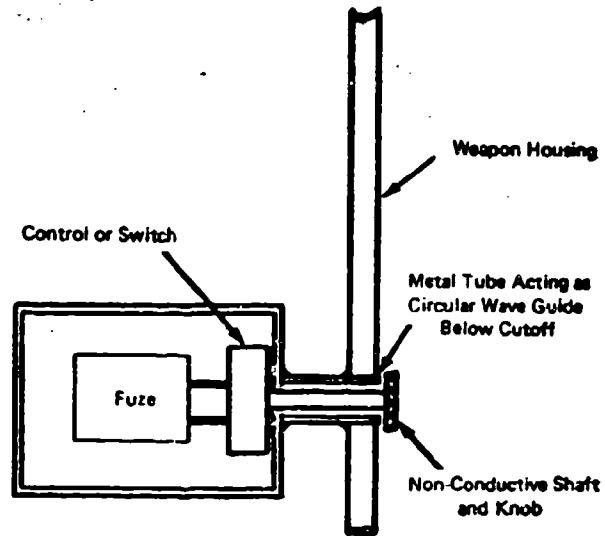 Weapon Housing
Control or Switch
Metal Tube Acting as
Circular Wave Guide
Below Cutoff
Fuze
Non-Conductive Shaft
and Knob